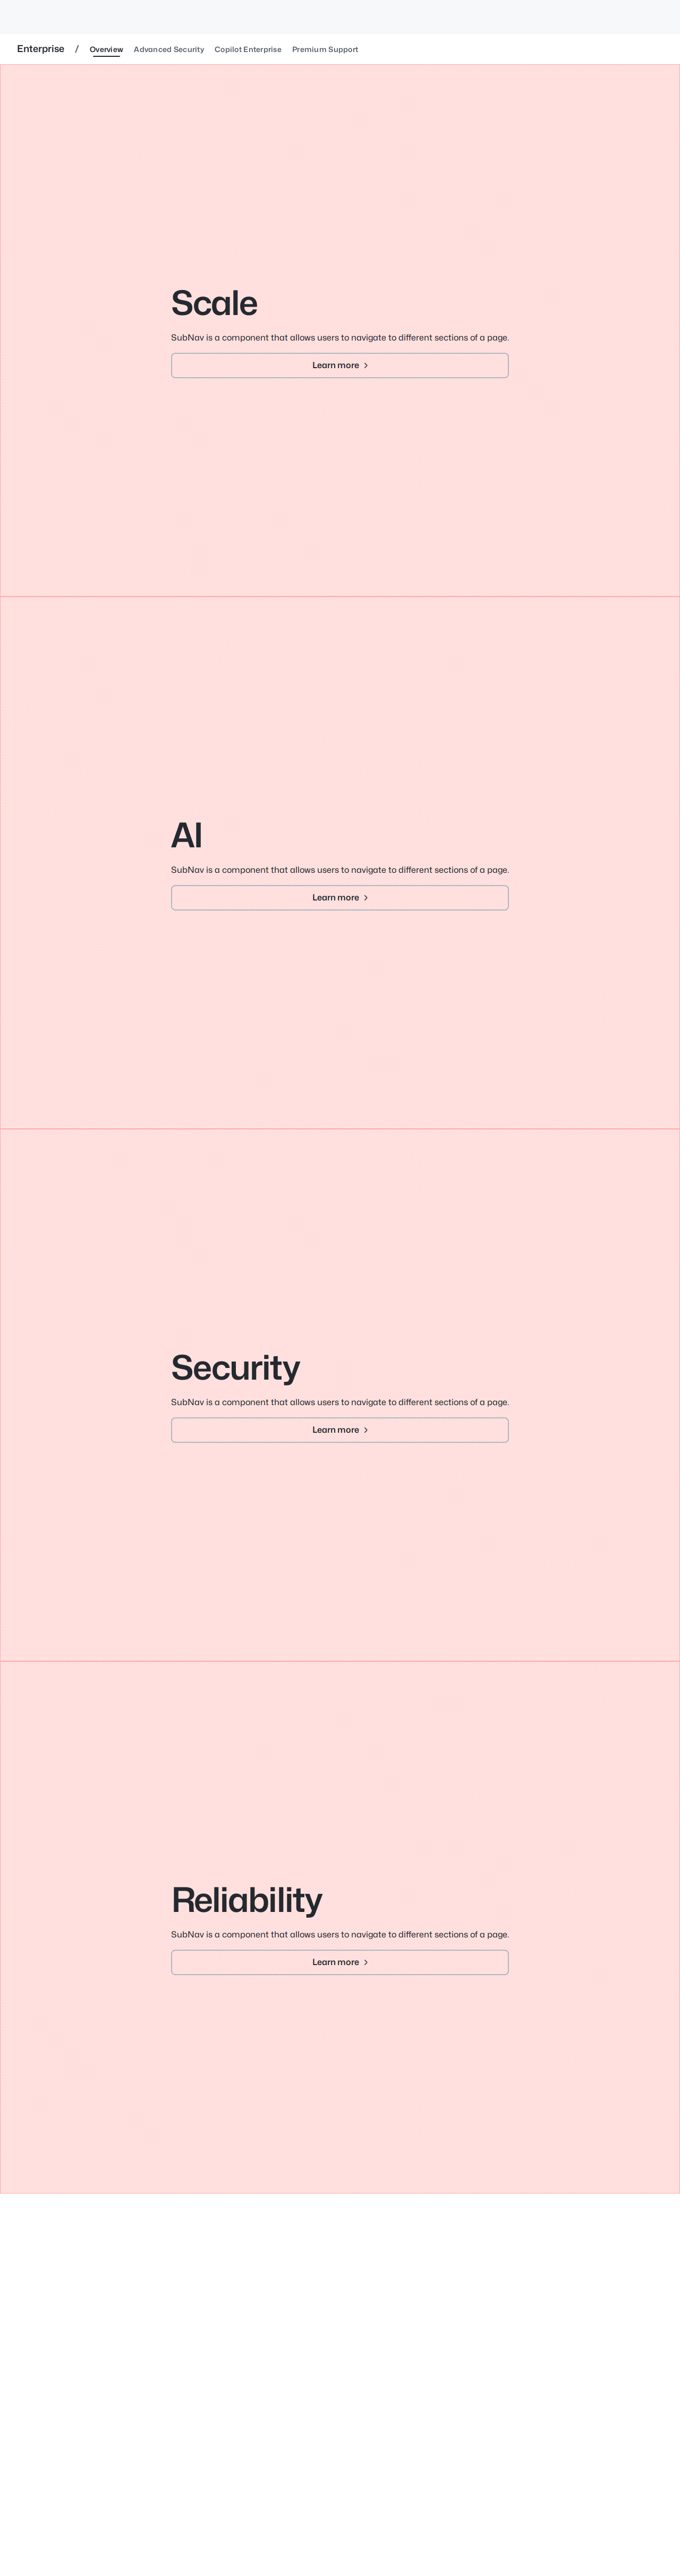 Enterprise / Overview Advanced Security Copilot Enterprise Premium Support
Scale
SubNav is a component that allows users to navigate to different sections of a page.
Learn more
AI
SubNav is a component that allows users to navigate to different sections of a page.
Learn more
Security
SubNav is a component that allows users to navigate to different sections of a page.
Learn more
Reliability
SubNav is a component that allows users to navigate to different sections of a page.
Learn more